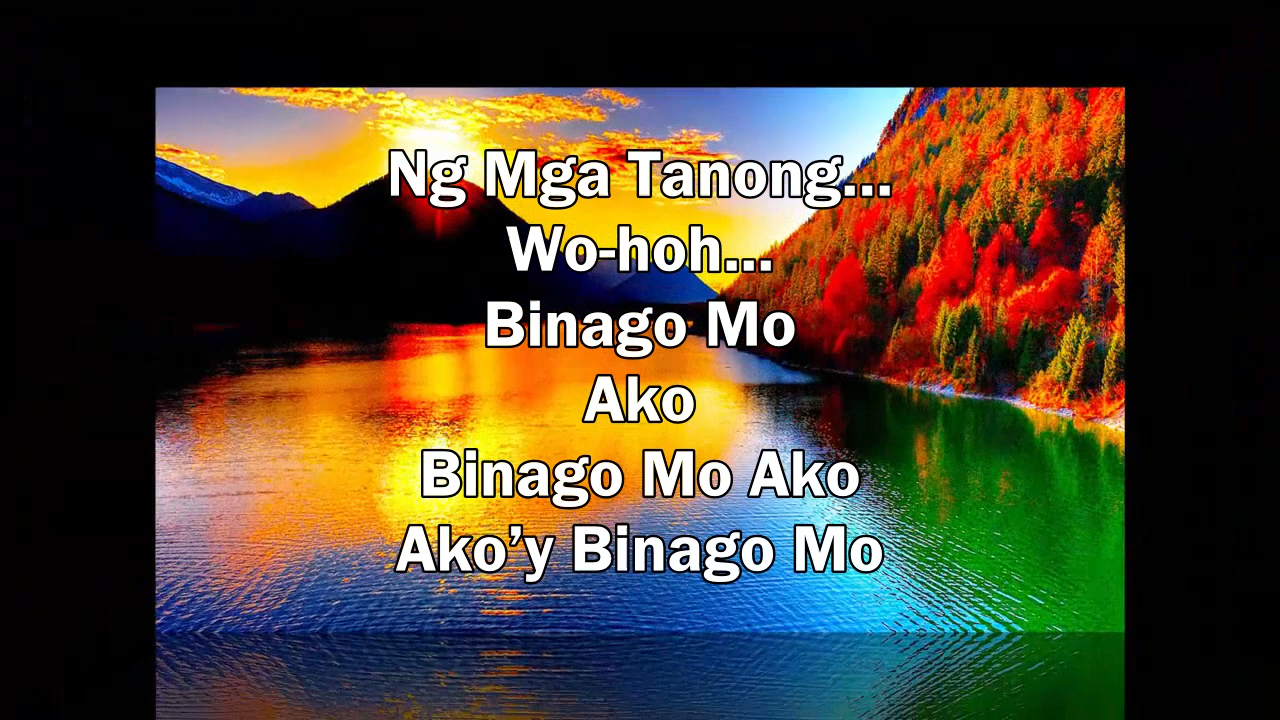 Ng Mga Tanong...
Wo-hoh...
Binago Mo
Ako
Binago Mo Ako
Ako’y Binago Mo